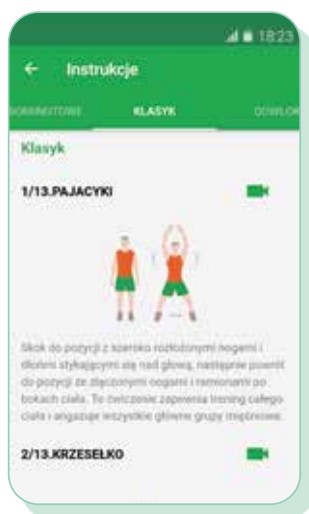 18:23
Instrukcje
KLASYK
Klasyk
1/13.PAJACYKI
Skok do pozycji z szeroko rozłożonymi nogami i
dłońmi stykającymi się nad głową, następnie powrót
do pozycji ze złączonymi nogami i ramionami po
bokach ciała. To ćwiczenie zapewnia trening całego
ciała i angażuje wszystkie główne grupy mięśniowe.
2/13.KRZESEŁKO